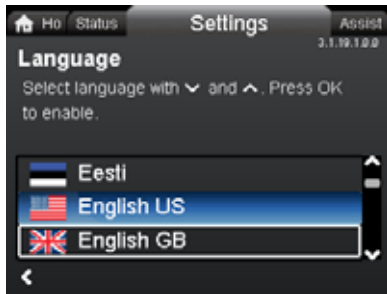 Ho Status Settings Assist
3.1.19.1.0.0
Language
Select language with and . Press OK
to enable.
Eesti
English US
English GB